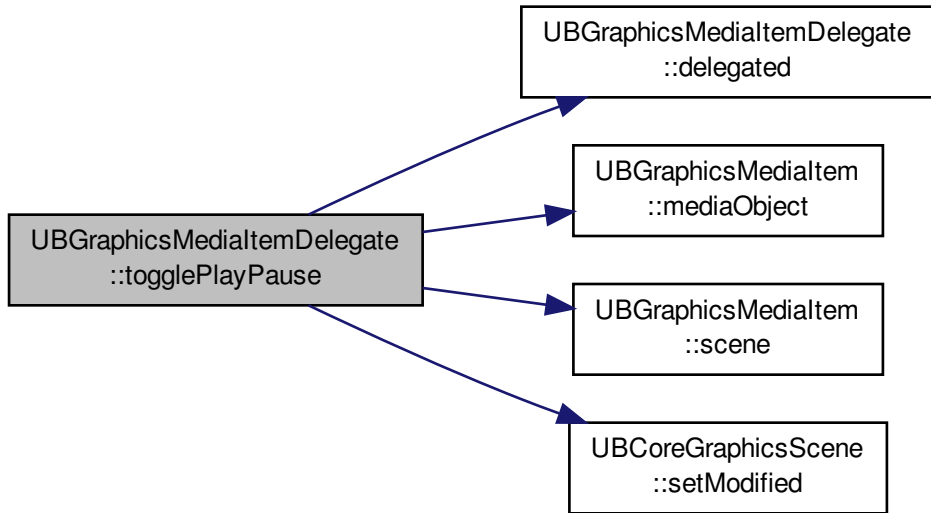 UBGraphicsMediaItemDelegate
::togglePlayPause
UBGraphicsMediaItemDelegate
::delegated
UBGraphicsMediaItem
::mediaObject
UBGraphicsMediaItem
::scene
UBCoreGraphicsScene
::setModified